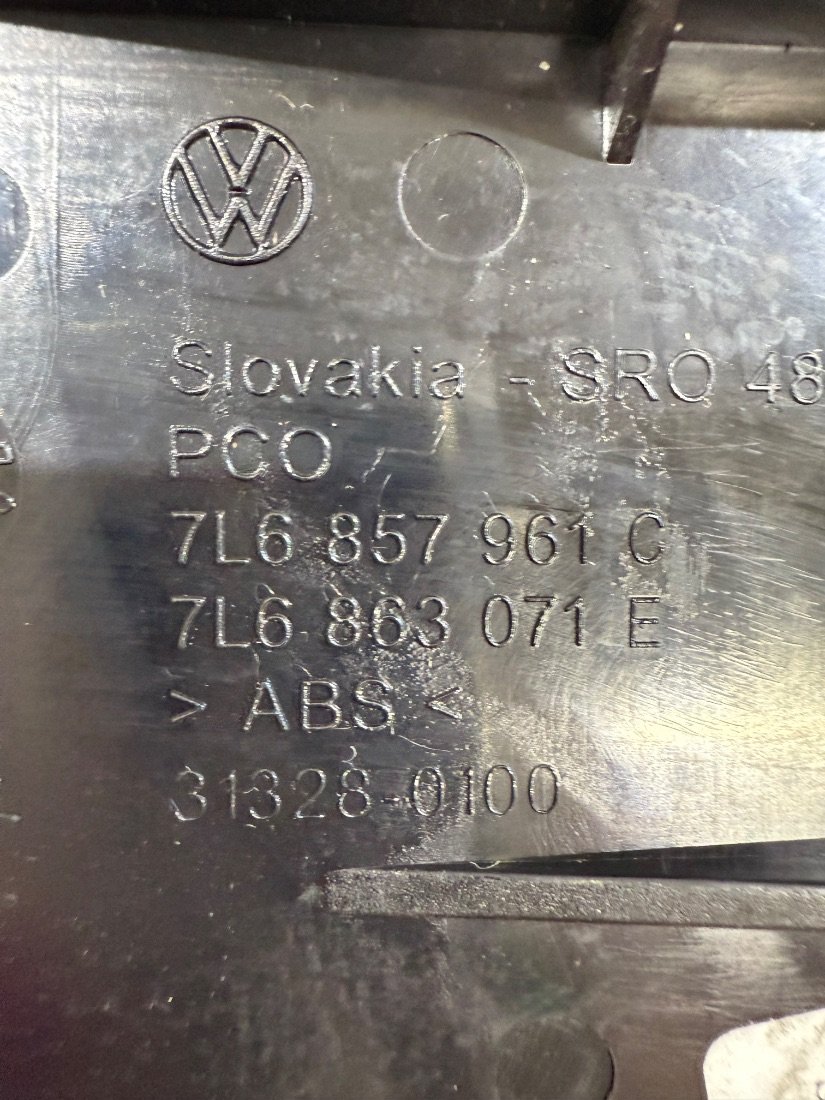 Slovakia - SRO 48
PCO
7L6 857 961 C
7L6 863 071 E
> ABS <
31328-0100